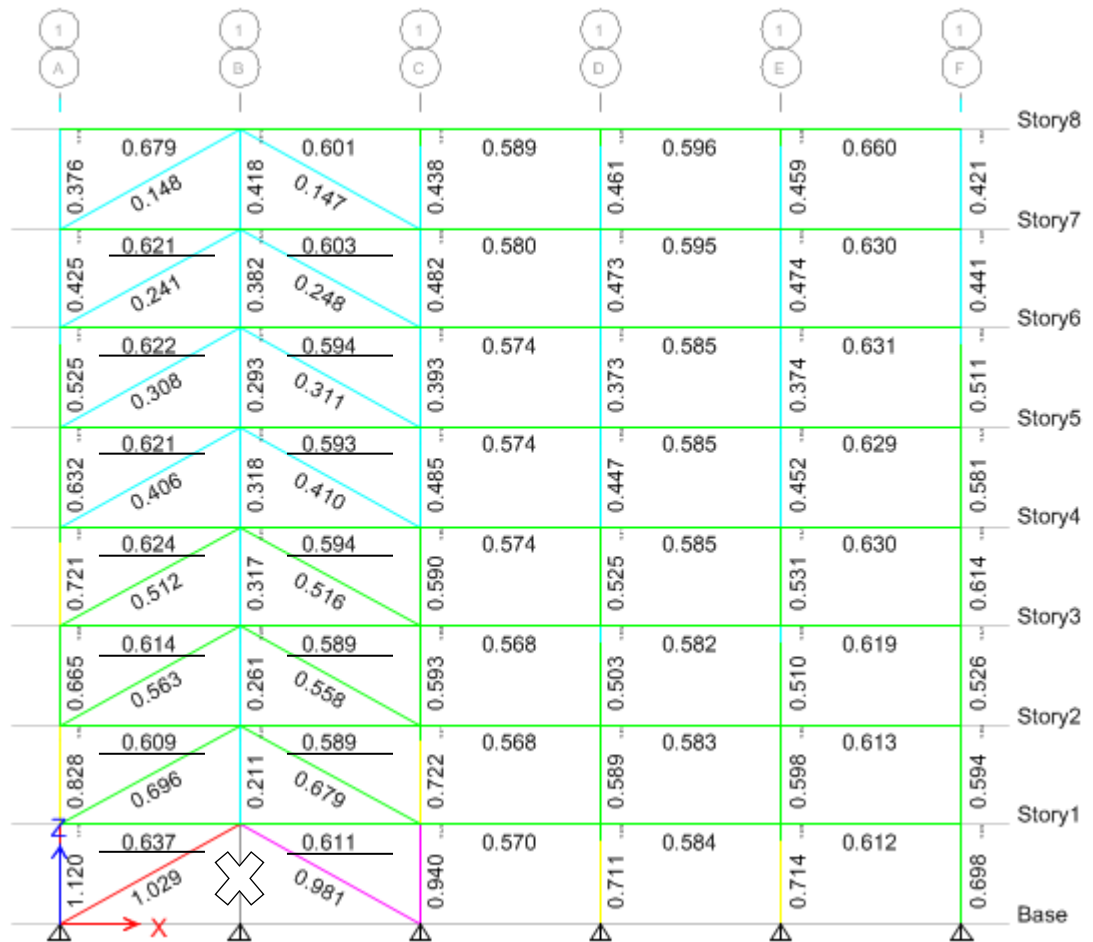 1 1 1 1 1 1
A B C D E F
Story8
0.679 0.601 0.589 0.596 0.660
0.376 0.148 0.418 0.147 0.438 0.461 0.459 0.421
Story7
0.621 0.603 0.580 0.595 0.630
0.425 0.241 0.382 0.248 0.482 0.473 0.474 0.441
Story6
0.622 0.594 0.574 0.585 0.631
0.525 0.308 0.293 0.311 0.393 0.373 0.374 0.511
Story5
0.621 0.593 0.574 0.585 0.629
0.632 0.406 0.318 0.410 0.485 0.447 0.452 0.581
Story4
0.624 0.594 0.574 0.585 0.630
0.721 0.512 0.317 0.516 0.590 0.525 0.531 0.614
Story3
0.614 0.589 0.568 0.582 0.619
0.665 0.563 0.261 0.558 0.593 0.503 0.510 0.526
Story2
0.609 0.589 0.568 0.583 0.613
0.828 0.696 0.211 0.679 0.722 0.589 0.598 0.594
Story1
Z
0.637 0.611 0.570 0.584 0.612
1.120 1.029 0.981 0.940 0.711 0.714 0.698
Base
X